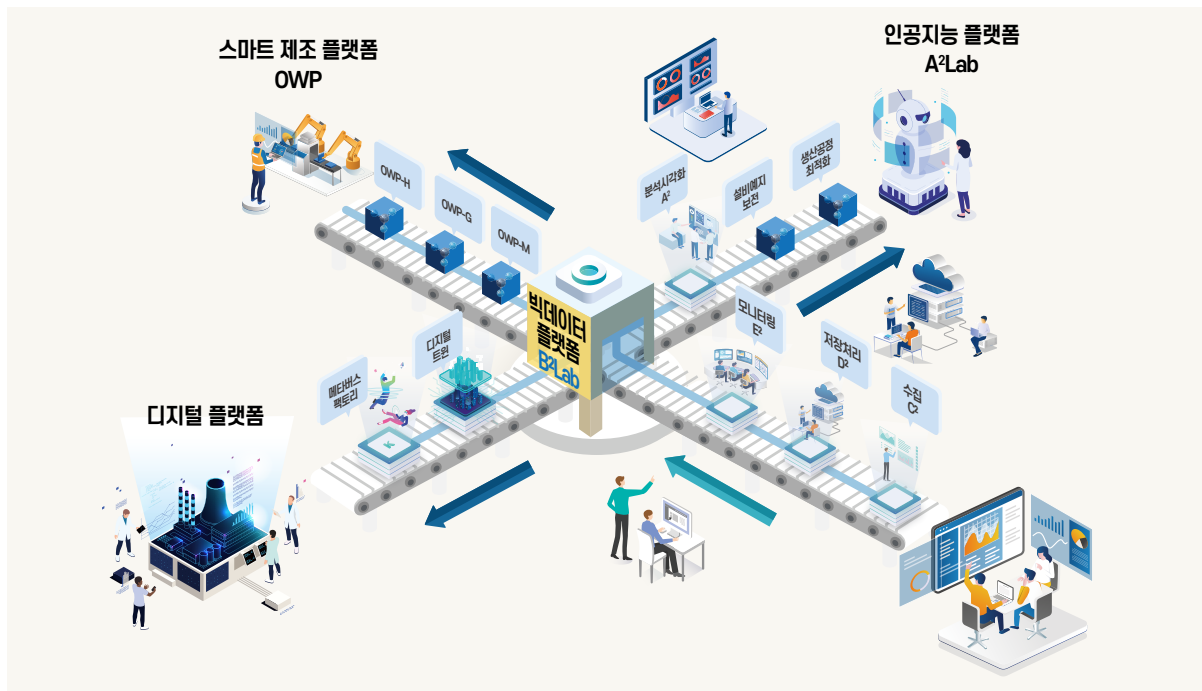 스마트 제조 플랫폼
OWP
인공지능 플랫폼
A²Lab
OWP-H
OWP-G
OWP-M
분석시각화
A²
설비예지
보전
생산공정
최적화
빅데이터
플랫폼
B²Lab
모니터링
E²
저장처리
D²
수집
C²
디지털
트윈
메타버스
팩토리
디지털 플랫폼